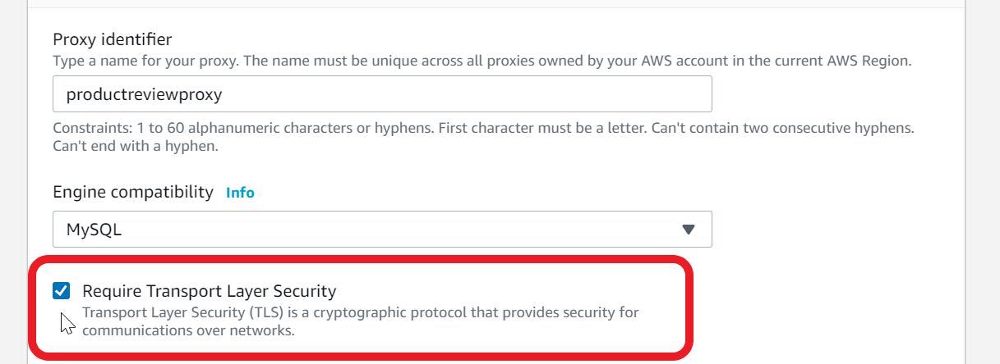 Proxy identifier
Type a name for your proxy. The name must be unique across all proxies owned by your AWS account in the current AWS Region.
productreviewproxy
Constraints: 1 to 60 alphanumeric characters or hyphens. First character must be a letter. Can't contain two consecutive hyphens.
Can't end with a hyphen.
Engine compatibility Info
MySQL
Require Transport Layer Security
Transport Layer Security (TLS) is a cryptographic protocol that provides security for
communications over networks.